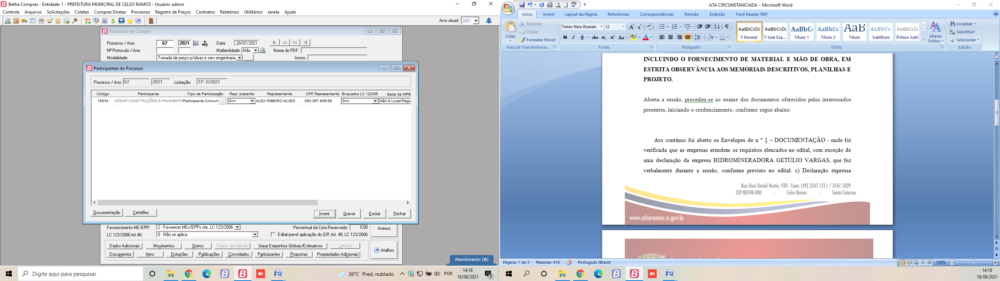 Betha Compras - Entidade: 1 - PREFEITURA MUNICIPAL DE CELSO RAMOS - Usuário: admin
Controle Arquivos Solicitações Coletas Compras Diretas Processos Registro de Preços Contratos Relatórios Utilitários Janela Ajuda
Ano atual: 2021
Processos de Compra
Processo / Ano: 67 2021 Data: 28/07/2021 |< << >> >|
Nº Protocolo / Ano: Multientidade: Não Nome do PDF:
Modalidade: Tomada de preço p/obras e serv.engenharia ... Inciso:
Participantes do Processo
Processo / Ano: 67 2021 Licitação: TP 3/2021
Código Participante Tipo de Participação Repr. presente Representante CPF Representante Enquadra LC 123/06 Sede da MPE
10834 CESAR CONSTRUÇÕES E PAVIMENTA Participante Comum ... Sim ALEX RIBEIRO ALVES 093.267.859-98 Sim Não é Local/Regio
Documentação Certidões Inserir Gravar Excluir Fechar
Favorecimento ME/EPP: 2 - Favorecer MEs/EPPs cfe. LC 123/2006 Percentual da Cota Reservada: 0,00 Anexos
LC 123/2006 Art.48: 0 - Não se aplica Edital prevê aplicação do §3º, Art. 48, LC 123/2006
Dados Adicionais Movimentos Outros Dados da Adesão Gerar Empenhos Globais/Estimativos Lances
Documentos Itens Dotações Publicações Convidados Participantes Propostas Propriedades Adicionais Atalhos
Atendimento (0)
Digite aqui para pesquisar 26°C Pred. nublado POR 14:18 18/08/2021 3
ATA CIRCUNSTANCIADA - Microsoft Word
Início Inserir Layout da Página Referências Correspondências Revisão Exibição Foxit Reader PDF
Colar Recortar Copiar Formatar Pincel
Área de Transferência
Times New Roman 12
N I S abc x₂ x² Aa
Fonte
Parágrafo
AaBbCcDc AaBbCcDc AaBbC AaBbCc AaB AaBbCc. AaBbCcDc
¶ Normal ¶ Sem Esp... Título 1 Título 2 Título Subtítulo Ênfase Sutil Alterar Estilos
Estilo
Localizar
Substituir
Selecionar
Edição
INCLUINDO O FORNECIMENTO DE MATERIAL E MÃO DE OBRA, EM
ESTRITA OBSERVÂNCIA AOS MEMORIAIS DESCRITIVOS, PLANILHAS E
PROJETO.
Aberta a sessão, procedeu-se ao exame dos documentos oferecidos pelos interessados
presentes, iniciando o credenciamento, conforme segue abaixo:
Ato contínuo foi aberto os Envelopes de n ° 1 – DOCUMENTAÇÃO - onde foi
verificada que as empresas atendem os requisitos elencados no edital, com exceção de
uma declaração da empresa HIDROMINERADORA GETÚLIO VARGAS, que fez
verbalmente durante a sessão, conforme previsto no edital: c) Declaração expressa
Rua Dom Daniel Hostin, 930 - Fone: (49) 3547.1211 / 3547.1039
CEP 88598-000 - Celso Ramos - Santa Catarina
www.celsoramos.sc.gov.br
Página: 1 de 3 Palavras: 418 Português (Brasil) 100%
14:18
18/08/2021